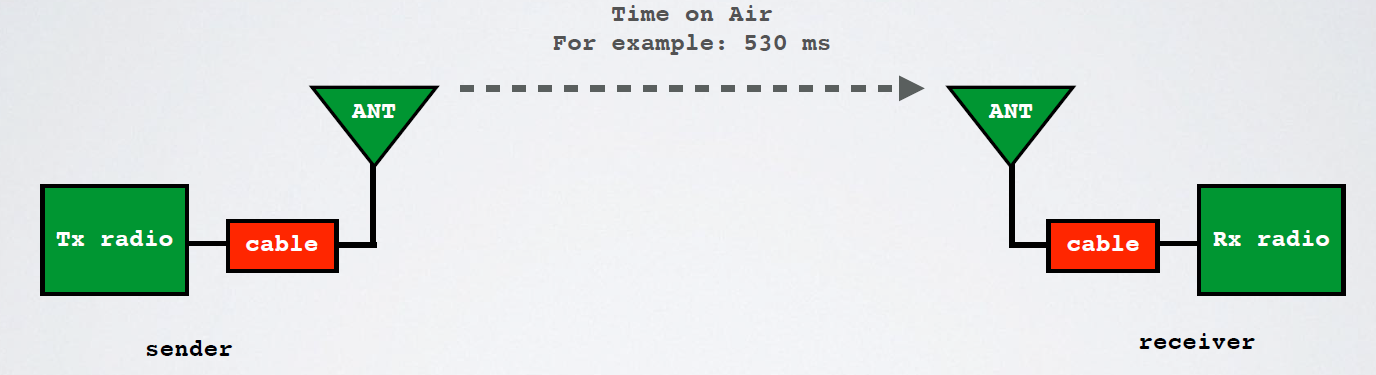 Time on Air
For example: 530 ms
ANT
ANT
Tx radio
cable
cable
Rx radio
sender
receiver